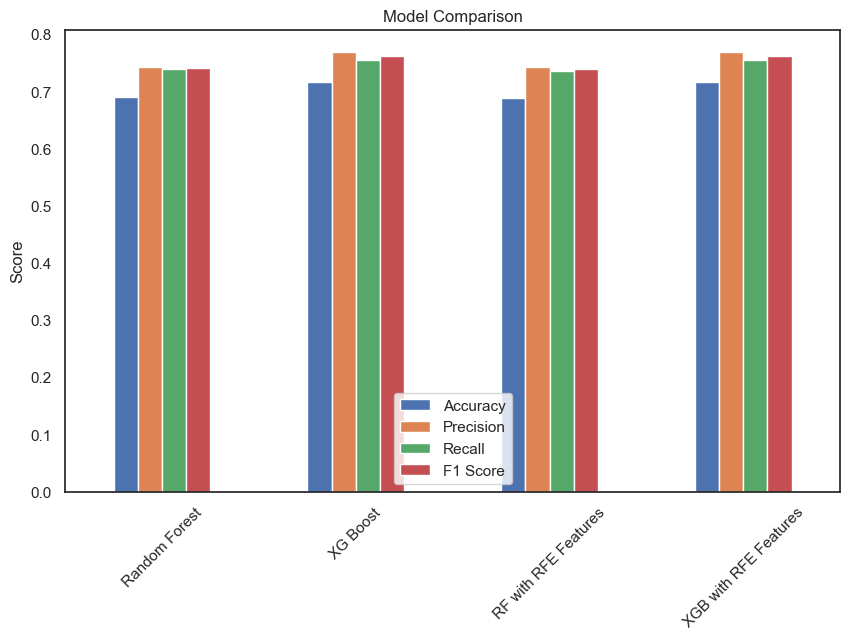 Model Comparison
0.8
0.7
0.6
0.5
0.4
0.3
0.2
0.1
0.0
Score
Accuracy
Precision
Recall
F1 Score
Random Forest
XG Boost
RF with RFE Features
XGB with RFE Features